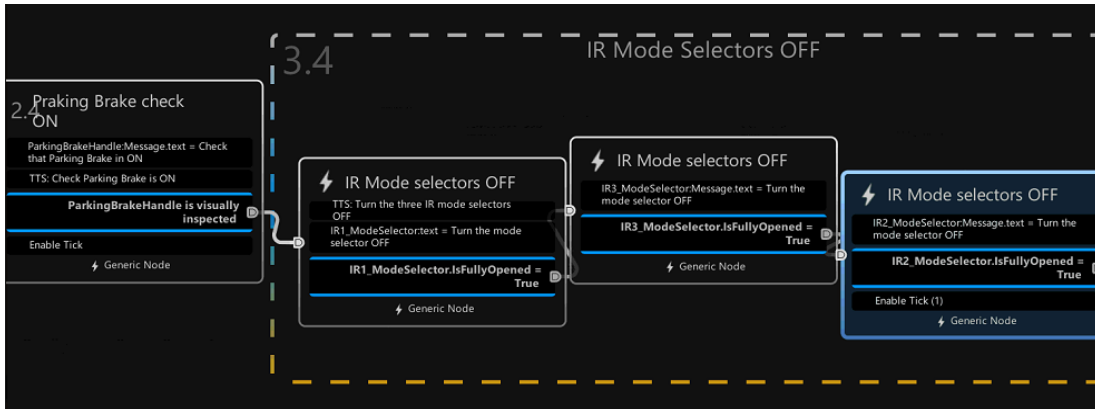 3.4
IR Mode Selectors OFF
2.4
Praking Brake check
ON
ParkingBrakeHandle:Message.text = Check
that Parking Brake in ON
TTS: Check Parking Brake is ON
ParkingBrakeHandle is visually
inspected
Enable Tick
Generic Node
IR Mode selectors OFF
TTS: Turn the three IR mode selectors
OFF
IR1_ModeSelector:text = Turn the mode
selector OFF
IR1_ModeSelector.IsFullyOpened =
True
Generic Node
IR Mode selectors OFF
IR3_ModeSelector:Message.text = Turn the
mode selector OFF
IR3_ModeSelector.IsFullyOpened =
True
Generic Node
IR Mode selectors OFF
IR2_ModeSelector:Message.text = Turn the
mode selector OFF
IR2_ModeSelector.IsFullyOpened =
True
Enable Tick (1)
Generic Node